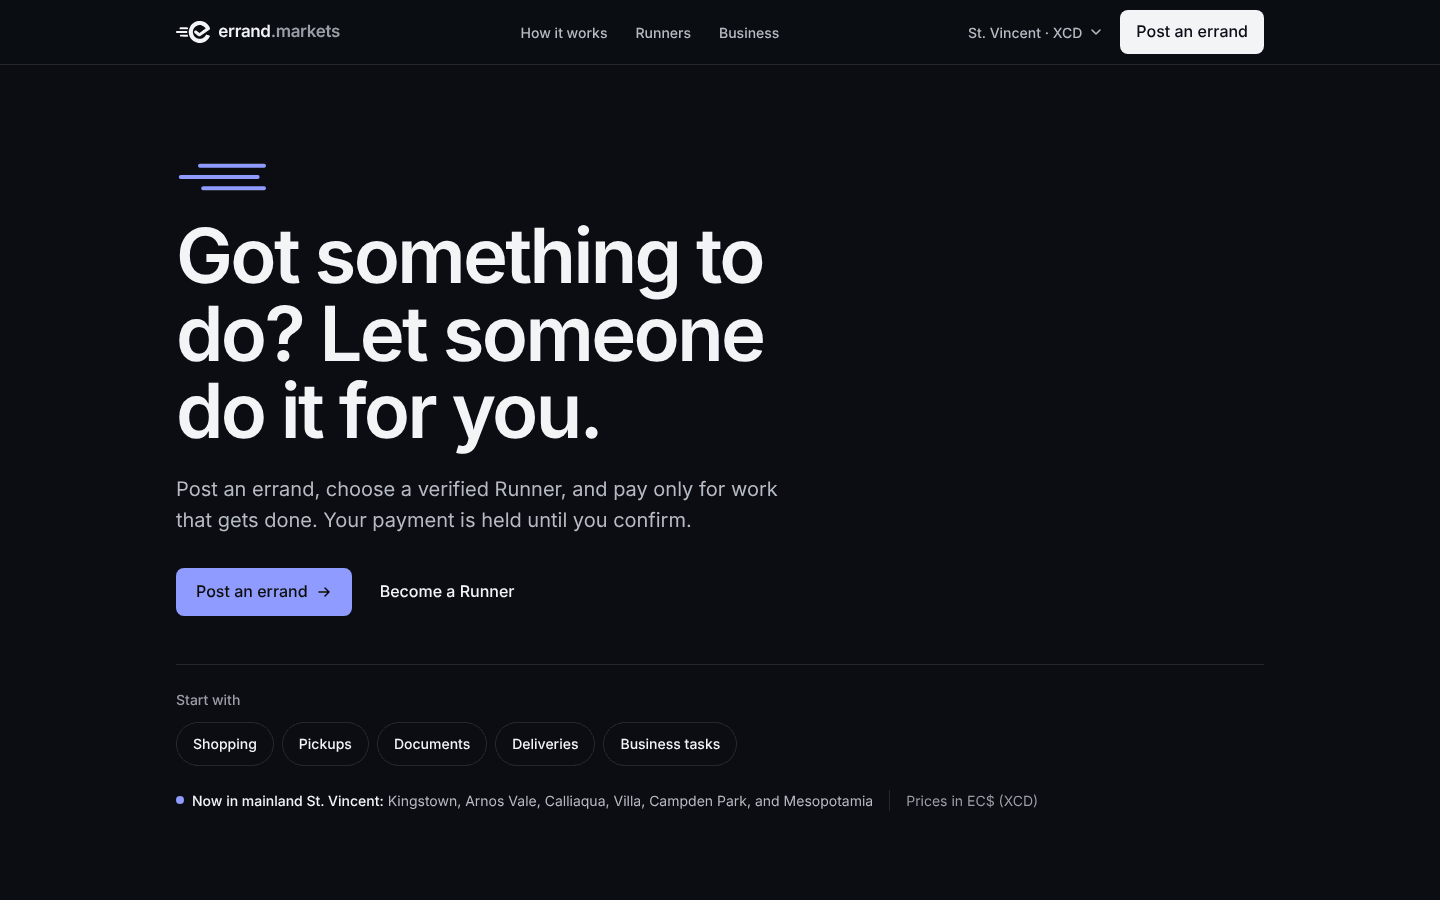 errand.markets
How it works
Runners
Business
St. Vincent · XCD
Post an errand
Got something to
do? Let someone
do it for you.
Post an errand, choose a verified Runner, and pay only for work
that gets done. Your payment is held until you confirm.
Post an errand →
Become a Runner
Start with
Shopping
Pickups
Documents
Deliveries
Business tasks
Now in mainland St. Vincent: Kingstown, Arnos Vale, Calliaqua, Villa, Campden Park, and Mesopotamia
Prices in EC$ (XCD)